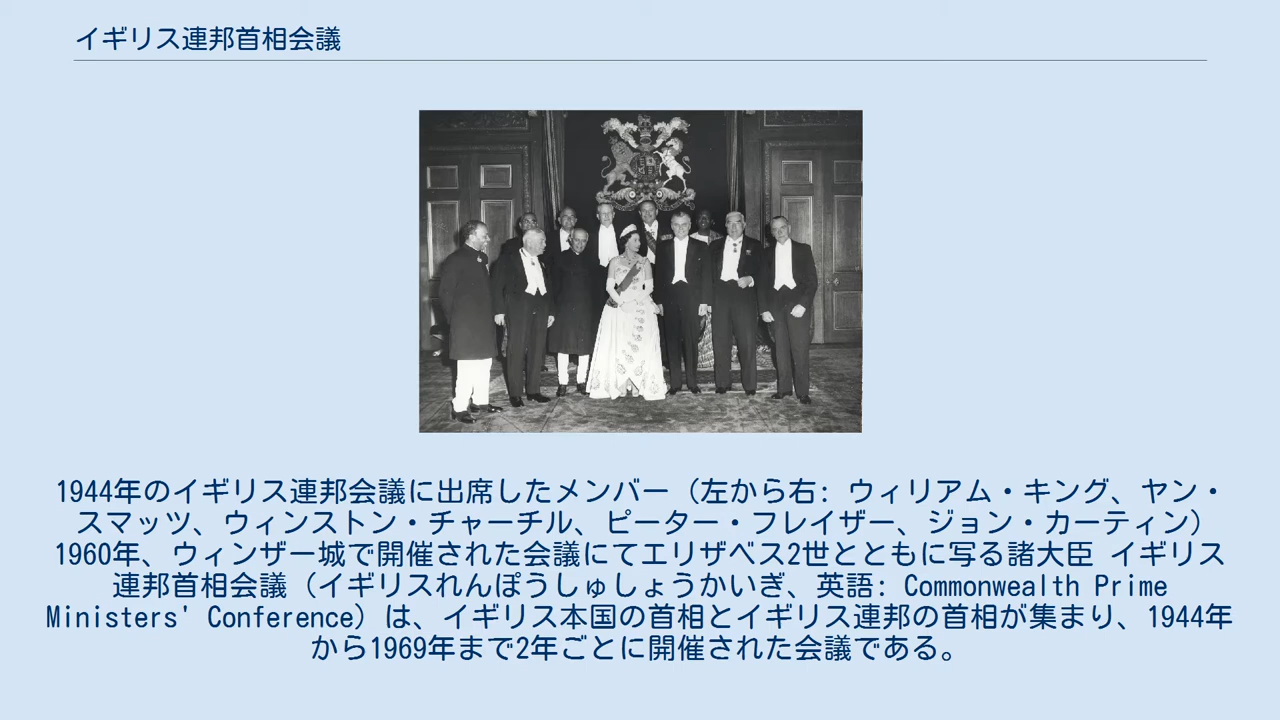 イギリス連邦首相会議
1944年のイギリス連邦会議に出席したメンバー（左から右: ウィリアム・キング、ヤン・
スマッツ、ウィンストン・チャーチル、ピーター・フレイザー、ジョン・カーティン）
1960年、ウィンザー城で開催された会議にてエリザベス2世とともに写る諸大臣 イギリス
連邦首相会議（イギリスれんぽうしゅしょうかいぎ、英語: Commonwealth Prime
Ministers' Conference）は、イギリス本国の首相とイギリス連邦の首相が集まり、1944年
から1969年まで2年ごとに開催された会議である。